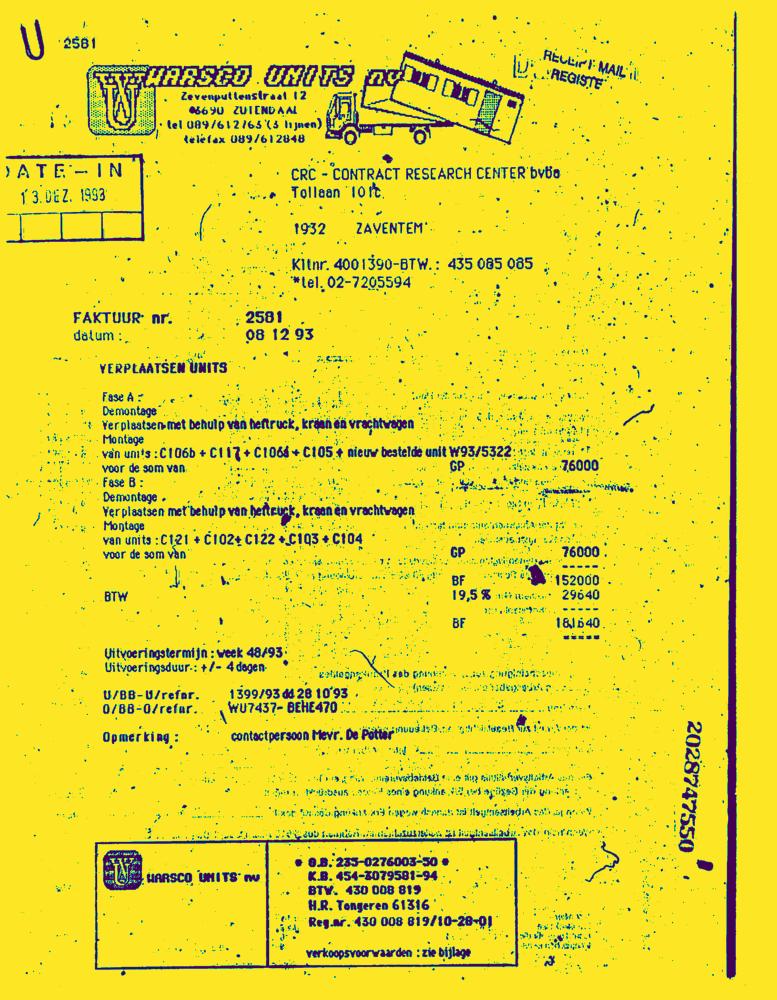 U 2581
WARSCO UNITS nv
Zevenputtenstraat 12
3690 ZUTENDAAL
tel 089/612763 (3 lijnen)
telefax 089/612848
RECEIPT MAIL
REGISTE
DATE-IN
13. DEZ. 1993
CRC - CONTRACT RESEARCH CENTER bvba
Tollaan 101c
1932 ZAVENTEM
Kltnr. 4001390-BTW.: 435 085 085
*tel. 02-7205594
FAKTUUR nr. 2581
datum : 08 12 93
VERPLAATSEN UNITS
Fase A :
Demontage
Verplaatsen met behulp van heftruck, kraan en vrachtwagen
Montage
van units : C106b + C117 + C106d + C105 + nieuw bestelde unit W93/5322
voor de som van GP 76000
Fase B :
Demontage
Verplaatsen met behulp van heftruck, kraan en vrachtwagen
Montage
van units : C121 + C102+ C122 + C103 + C104
voor de som van GP 76000
-----
BF 152000
BTW 19,5 % 29640
-----
BF 181640
=====
Uitvoeringstermijn : week 48/93
Uitvoeringsduur : +/- 4 dagen
U/BB-U/refnr. 1399/93 dd 28 10 93
O/BB-O/refnr. WU7437- BEHE470
Opmerking : contactpersoon Mevr. De Potter
2028747550
WARSCO UNITS nv
* G.B. 235-0276003-50 *
K.B. 454-3079581-94
BTW. 430 008 819
H.R. Tongeren 61316
Reg.nr. 430 008 819/10-28-01
verkoopsvoorwaarden : zie bijlage